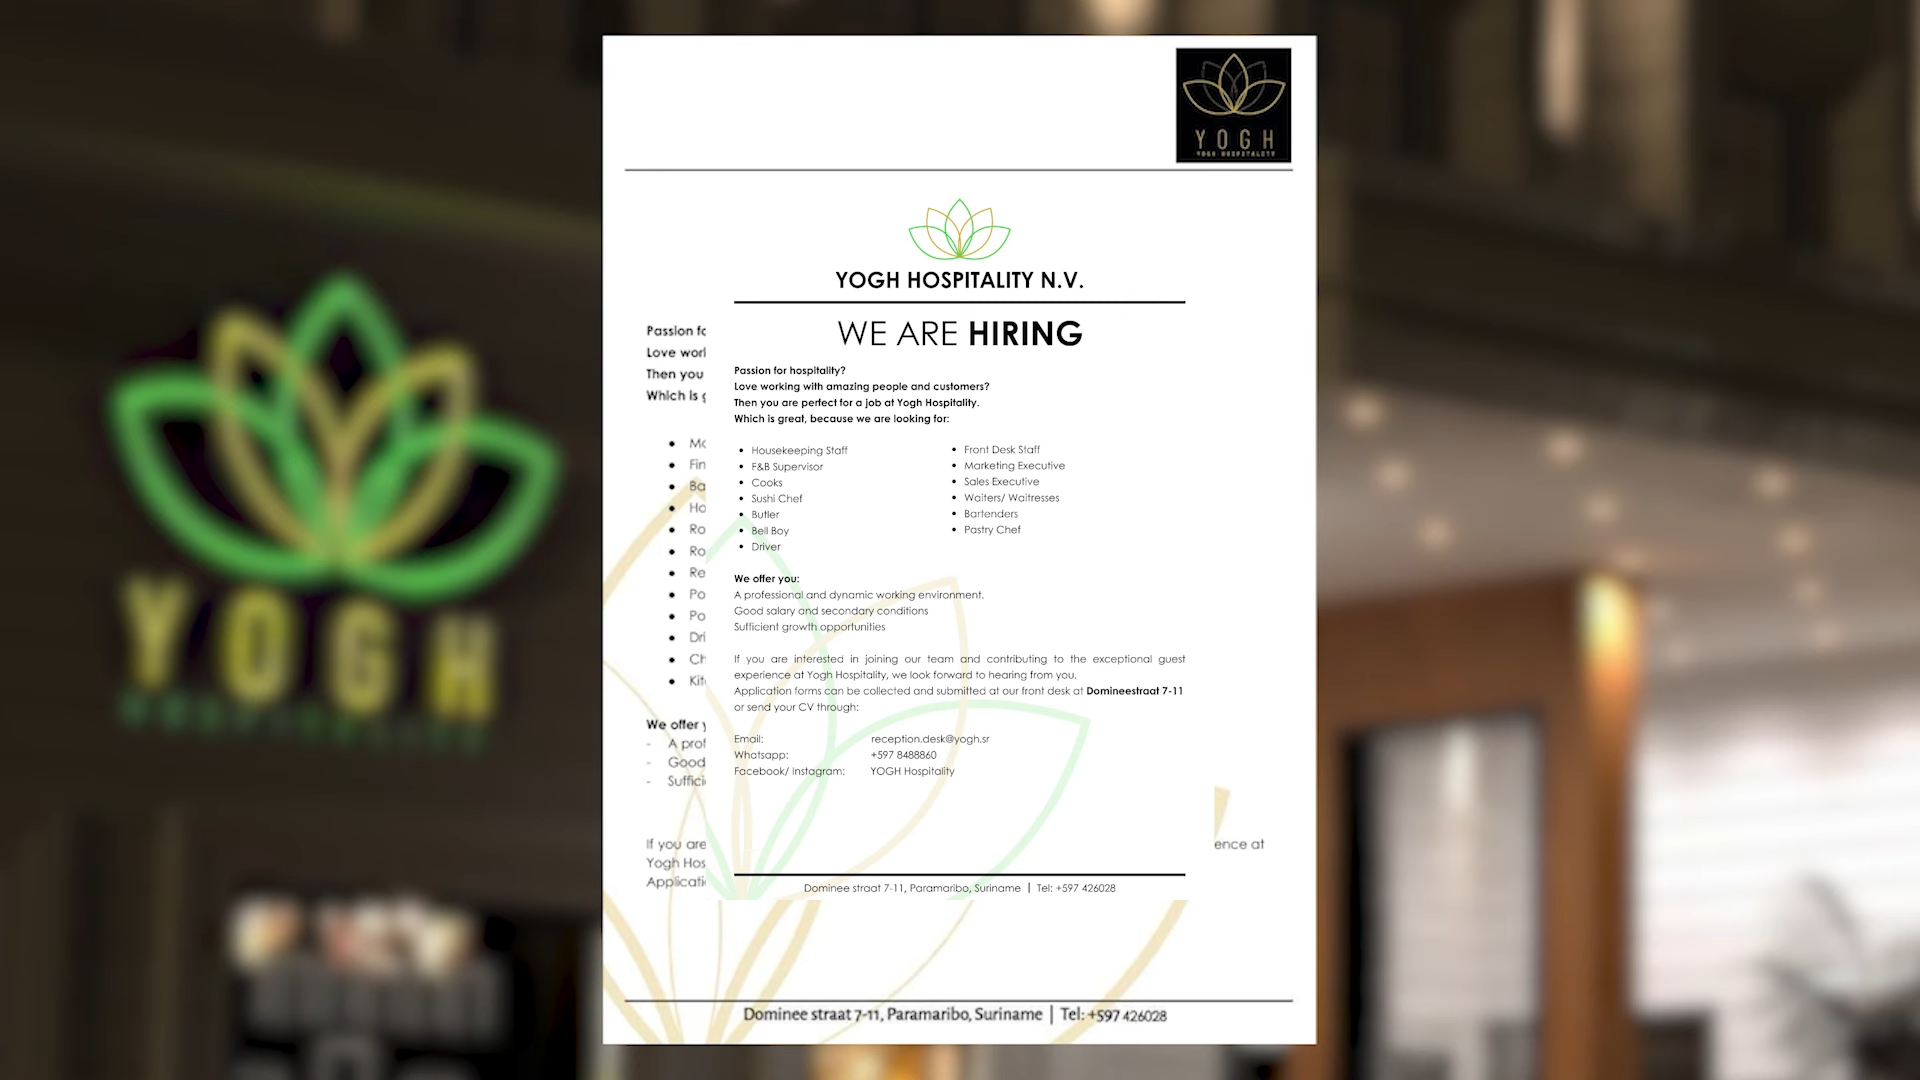 YOGH
YOGH HOSPITALITY
YOGH HOSPITALITY N.V.
WE ARE HIRING
Passion for hospitality?
Love working with amazing people and customers?
Then you are perfect for a job at Yogh Hospitality.
Which is great, because we are looking for:
• Housekeeping Staff
• F&B Supervisor
• Cooks
• Sushi Chef
• Butler
• Bell Boy
• Driver
• Front Desk Staff
• Marketing Executive
• Sales Executive
• Waiters/ Waitresses
• Bartenders
• Pastry Chef
We offer you:
A professional and dynamic working environment.
Good salary and secondary conditions
Sufficient growth opportunities
If you are interested in joining our team and contributing to the exceptional guest
experience at Yogh Hospitality, we look forward to hearing from you.
Application forms can be collected and submitted at our front desk at Domineestraat 7-11
or send your CV through:
Email: reception.desk@yogh.sr
Whatsapp: +597 8488860
Facebook/ Instagram: YOGH Hospitality
Dominee straat 7-11, Paramaribo, Suriname | Tel: +597 426028
Passion
Love
Then you
Which is
We offer
Good
If you are
ence at
Yogh
Dominee straat 7-11, Paramaribo, Suriname | Tel: +597 426028
YOGH
HOSPITALITY